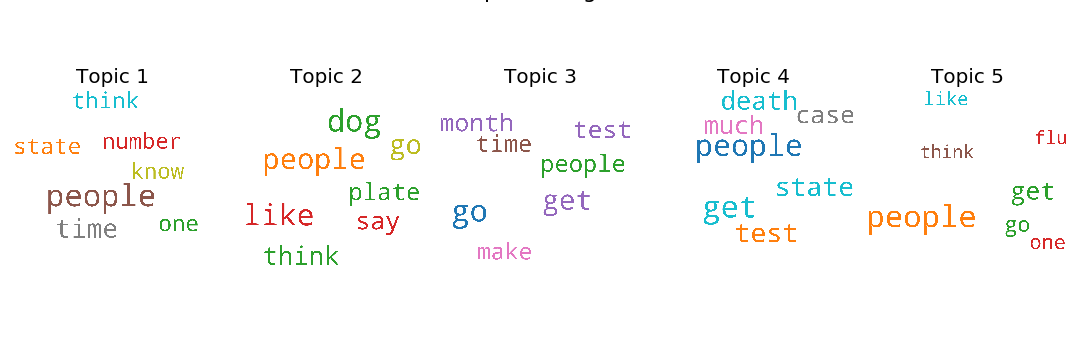 Topic 1
think
state number
know
people
time one
Topic 2
dog
go
people
plate
like say
think
Topic 3
month test
time
people
get
go
make
Topic 4
death
case
much
people
state
get
test
Topic 5
like
flu
think
get
people
go
one